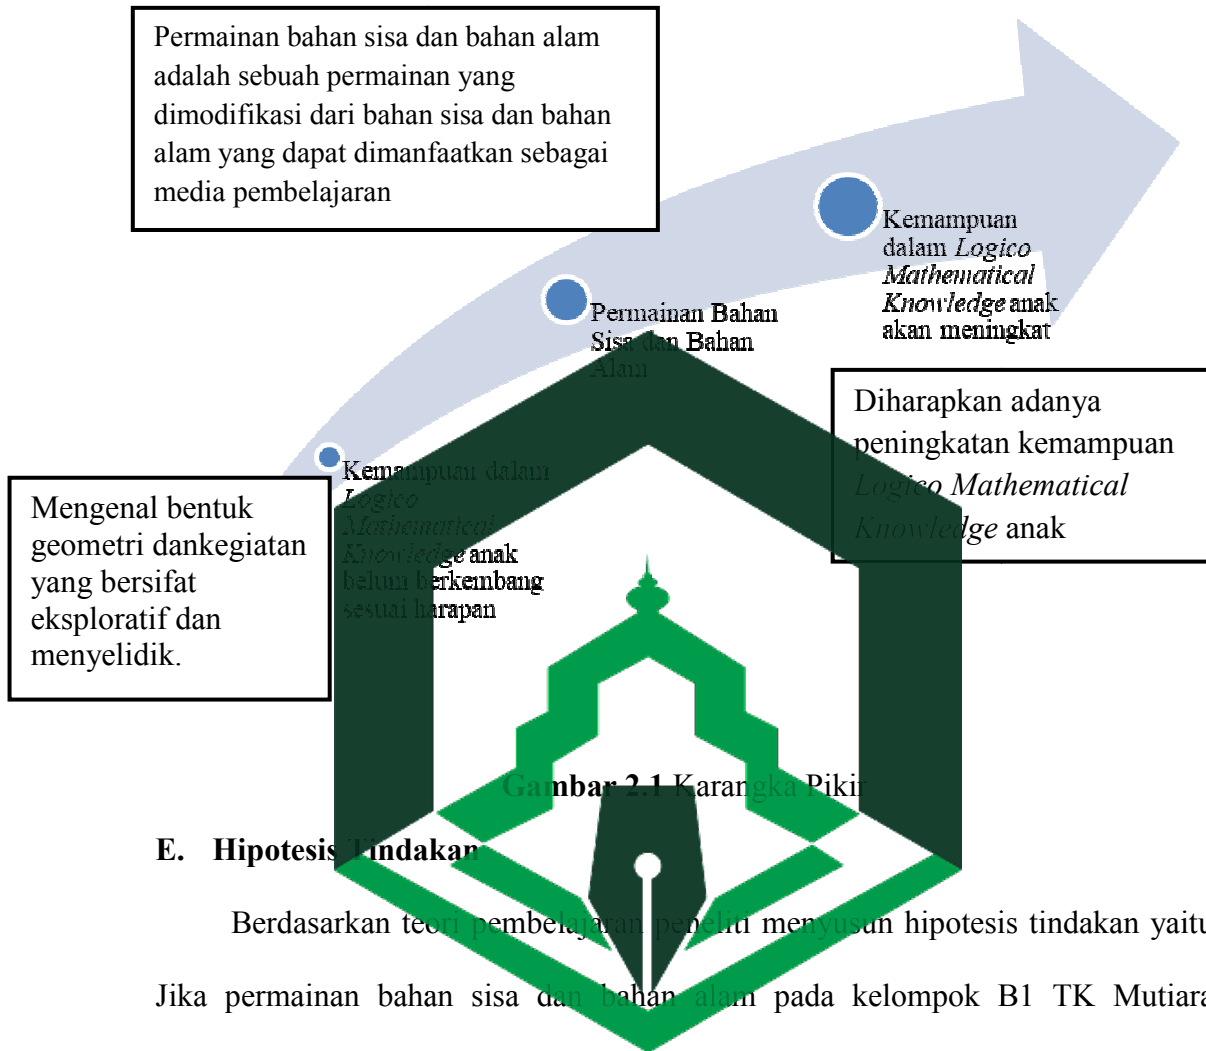 Permainan bahan sisa dan bahan alam
adalah sebuah permainan yang
dimodifikasi dari bahan sisa dan bahan
alam yang dapat dimanfaatkan sebagai
media pembelajaran
Kemampuan
dalam Logico
Mathematical
Knowledge anak
akan meningkat
Permainan Bahan
Sisa dan Bahan
Alam
Diharapkan adanya
peningkatan kemampuan
Logico Mathematical
Knowledge anak
Kemampuan dalam
Logico
Mathematical
Knowledge anak
belum berkembang
sesuai harapan
Mengenal bentuk
geometri dankegiatan
yang bersifat
eksploratif dan
menyelidik.
Gambar 2.1 Karangka Pikir
E. Hipotesis Tindakan
Berdasarkan teori pembelajaran peneliti menyusun hipotesis tindakan yaitu
Jika permainan bahan sisa dan bahan alam pada kelompok B1 TK Mutiara